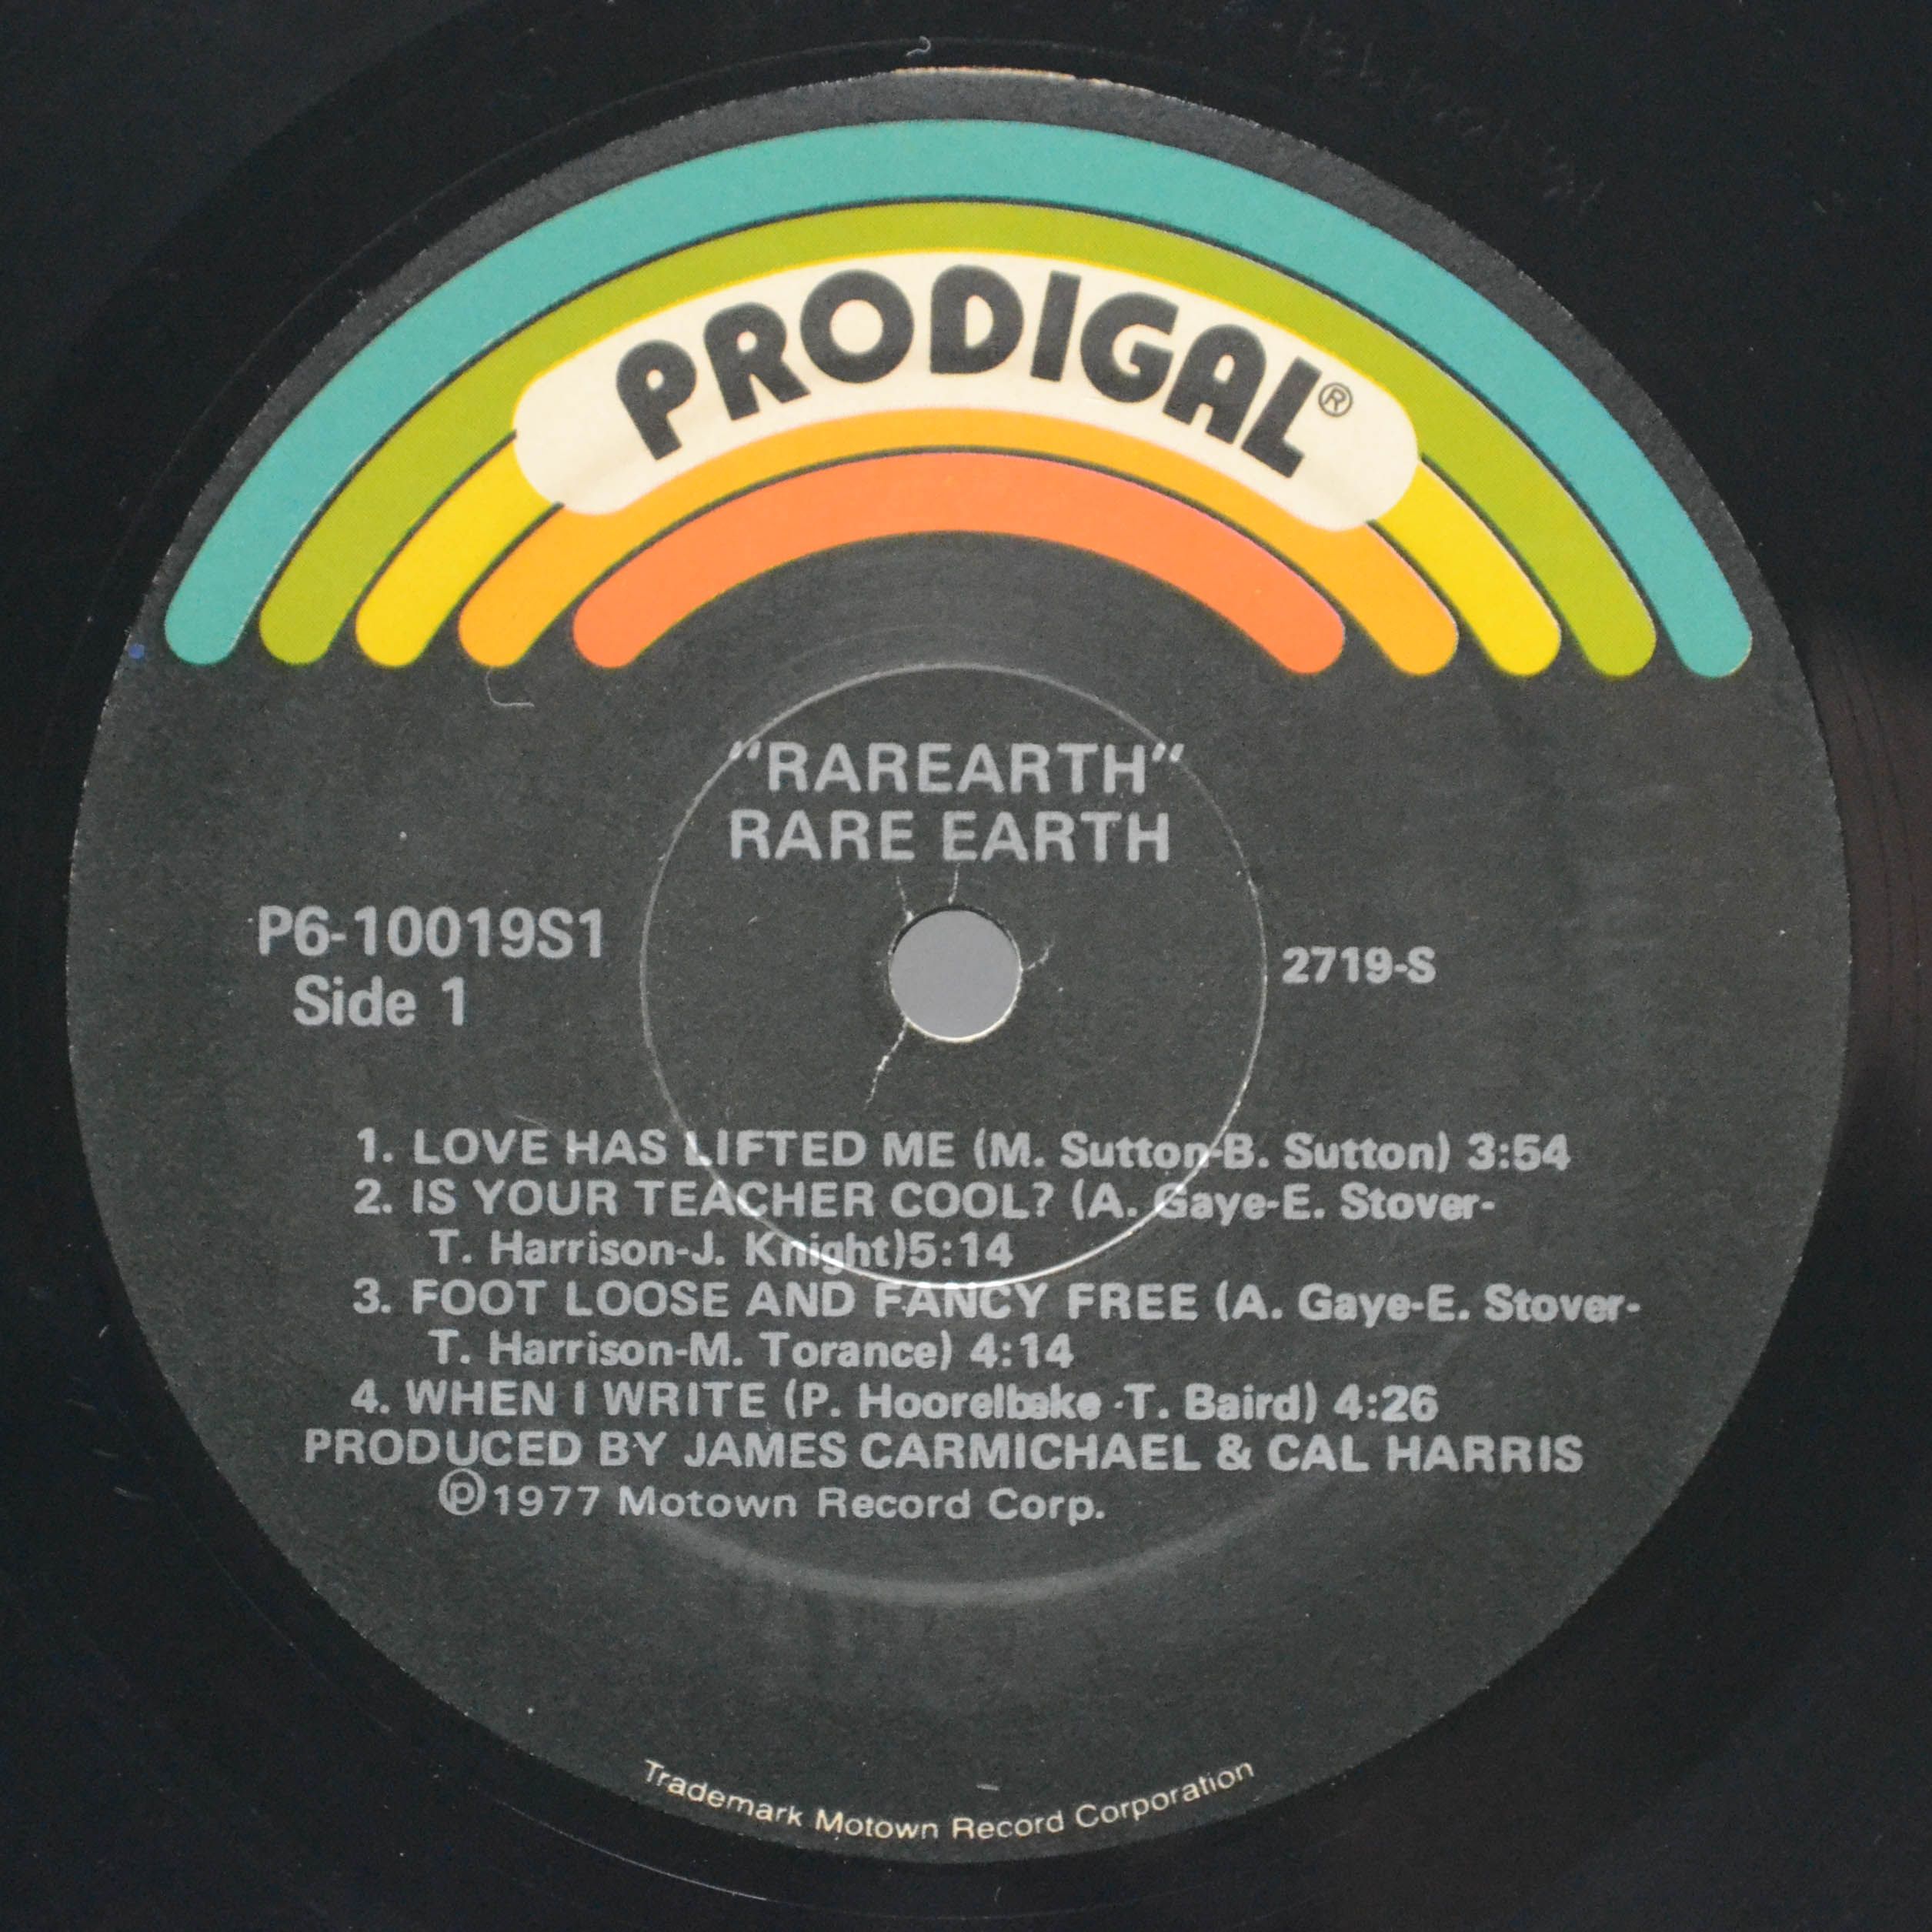 PRODIGAL®
"RAREARTH"
RARE EARTH
P6-10019S1
Side 1
2719-S
1. LOVE HAS LIFTED ME (M. Sutton-B. Sutton) 3:54
2. IS YOUR TEACHER COOL? (A. Gaye-E. Stover-
T. Harrison-J. Knight)5:14
3. FOOT LOOSE AND FANCY FREE (A. Gaye-E. Stover-
T. Harrison-M. Torance) 4:14
4. WHEN I WRITE (P. Hoorelbeke -T. Baird) 4:26
PRODUCED BY JAMES CARMICHAEL & CAL HARRIS
℗1977 Motown Record Corp.
Trademark Motown Record Corporation